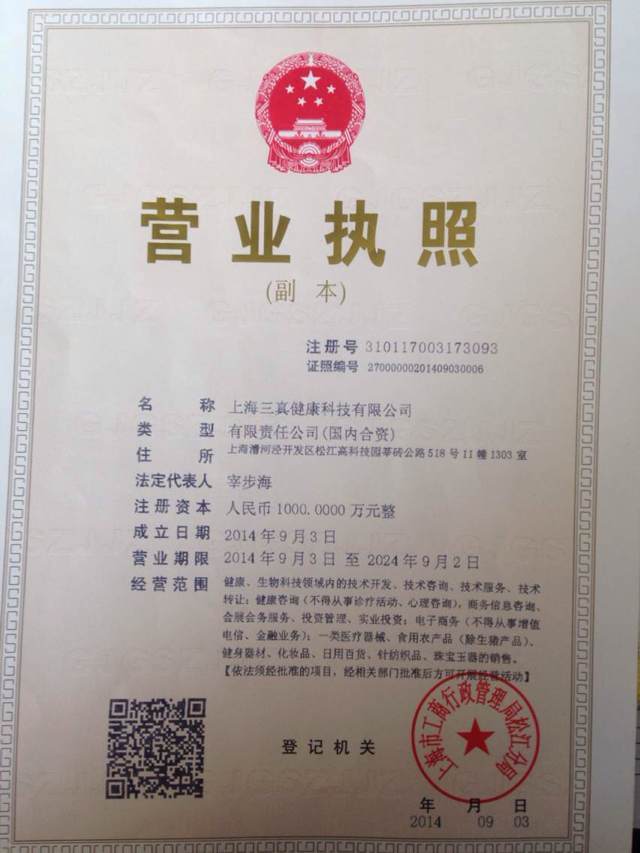 营业执照
(副 本)
注册号 310117003173093
证照编号 27000000201409030006
名 称 上海三真健康科技有限公司
类 型 有限责任公司(国内合资)
住 所 上海漕河泾开发区松江高科技园莘砖公路518号11幢1303室
法定代表人 宰步海
注册资本 人民币1000.0000万元整
成立日期 2014年9月3日
营业期限 2014年9月3日 至 2024年9月2日
经营范围 健康、生物科技领域内的技术开发、技术咨询、技术服务、技术
转让;健康咨询(不得从事诊疗活动、心理咨询),商务信息咨询,
会展会务服务、投资管理、实业投资;电子商务(不得从事增值
电信、金融业务);一类医疗器械、食用农产品(除生猪产品)、
健身器材、化妆品、日用百货、针纺织品、珠宝玉器的销售。
【依法须经批准的项目,经相关部门批准后方可开展经营活动】
登记机关
上海市工商行政管理局松江分局
年 月 日
2014 09 03